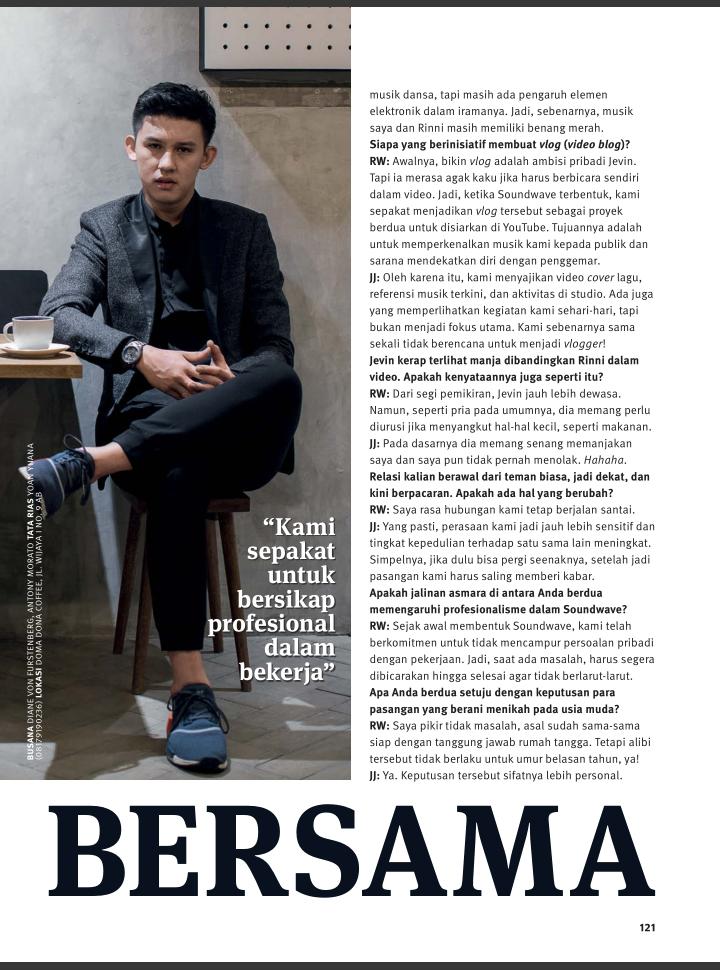 musik dansa, tapi masih ada pengaruh elemen
elektronik dalam iramanya. Jadi, sebenarnya, musik
saya dan Rinni masih memiliki benang merah.
Siapa yang berinisiatif membuat vlog (video blog)?
RW: Awalnya, bikin vlog adalah ambisi pribadi Jevin.
Tapi ia merasa agak kaku jika harus berbicara sendiri
dalam video. Jadi, ketika Soundwave terbentuk, kami
sepakat menjadikan vlog tersebut sebagai proyek
berdua untuk disiarkan di YouTube. Tujuannya adalah
untuk memperkenalkan musik kami kepada publik dan
sarana mendekatkan diri dengan penggemar.
JJ: Oleh karena itu, kami menyajikan video cover lagu,
referensi musik terkini, dan aktivitas di studio. Ada juga
yang memperlihatkan kegiatan kami sehari-hari, tapi
bukan menjadi fokus utama. Kami sebenarnya sama
sekali tidak berencana untuk menjadi vlogger!
Jevin kerap terlihat manja dibandingkan Rinni dalam
video. Apakah kenyataannya juga seperti itu?
RW: Dari segi pemikiran, Jevin jauh lebih dewasa.
Namun, seperti pria pada umumnya, dia memang perlu
diurusi jika menyangkut hal-hal kecil, seperti makanan.
JJ: Pada dasarnya dia memang senang memanjakan
saya dan saya pun tidak pernah menolak. Hahaha.
Relasi kalian berawal dari teman biasa, jadi dekat, dan
kini berpacaran. Apakah ada hal yang berubah?
RW: Saya rasa hubungan kami tetap berjalan santai.
JJ: Yang pasti, perasaan kami jadi jauh lebih sensitif dan
tingkat kepedulian terhadap satu sama lain meningkat.
Simpelnya, jika dulu bisa pergi seenaknya, setelah jadi
pasangan kami harus saling memberi kabar.
Apakah jalinan asmara di antara Anda berdua
memengaruhi profesionalisme dalam Soundwave?
RW: Sejak awal membentuk Soundwave, kami telah
berkomitmen untuk tidak mencampur persoalan pribadi
dengan pekerjaan. Jadi, saat ada masalah, harus segera
dibicarakan hingga selesai agar tidak berlarut-larut.
Apa Anda berdua setuju dengan keputusan para
pasangan yang berani menikah pada usia muda?
RW: Saya pikir tidak masalah, asal sudah sama-sama
siap dengan tanggung jawab rumah tangga. Tetapi alibi
tersebut tidak berlaku untuk umur belasan tahun, ya!
JJ: Ya. Keputusan tersebut sifatnya lebih personal.
“Kami
sepakat
untuk
bersikap
profesional
dalam
bekerja”
BUSANA DIANE VON FURSTENBERG, ANTONY MORATO TATA RIAS YOAN YNANA
(08779190236) LOKASI DOMA DONA COFFEE, JL. WIJAYA I NO. 9 AB
BERSAMA
121